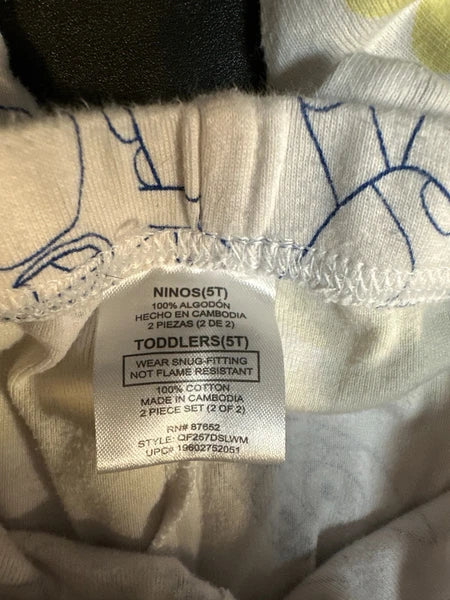 NINOS(5T)
100% ALGODÓN
HECHO EN CAMBODIA
2 PIEZAS (2 DE 2)
TODDLERS(5T)
WEAR SNUG-FITTING
NOT FLAME RESISTANT
100% COTTON
MADE IN CAMBODIA
2 PIECE SET (2 OF 2)
RN# 87652
STYLE: QF257DSLWM
UPC# 19602752051